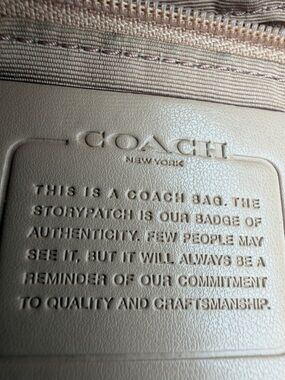 COACH
NEW YORK
THIS IS A COACH BAG. THE
STORYPATCH IS OUR BADGE OF
AUTHENTICITY. FEW PEOPLE MAY
SEE IT, BUT IT WILL ALWAYS BE A
REMINDER OF OUR COMMITMENT
TO QUALITY AND CRAFTSMANSHIP.